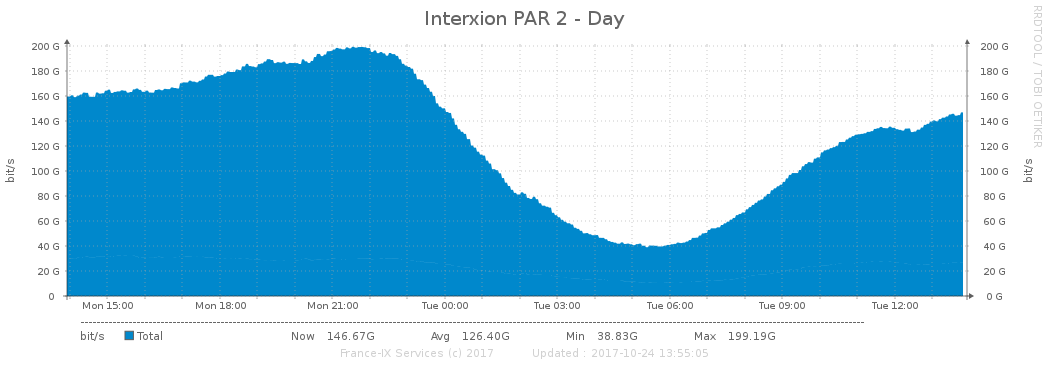 Interxion PAR 2 - Day
RRDTOOL / TOBI OETIKER
200 G 200 G
180 G 180 G
160 G 160 G
140 G 140 G
120 G 120 G
100 G 100 G
80 G 80 G
60 G 60 G
40 G 40 G
20 G 20 G
0 0 G
bit/s bit/s
Mon 15:00 Mon 18:00 Mon 21:00 Tue 00:00 Tue 03:00 Tue 06:00 Tue 09:00 Tue 12:00
bit/s Total Now 146.67G Avg 126.40G Min 38.83G Max 199.19G
France-IX Services (c) 2017 Updated : 2017-10-24 13:55:05